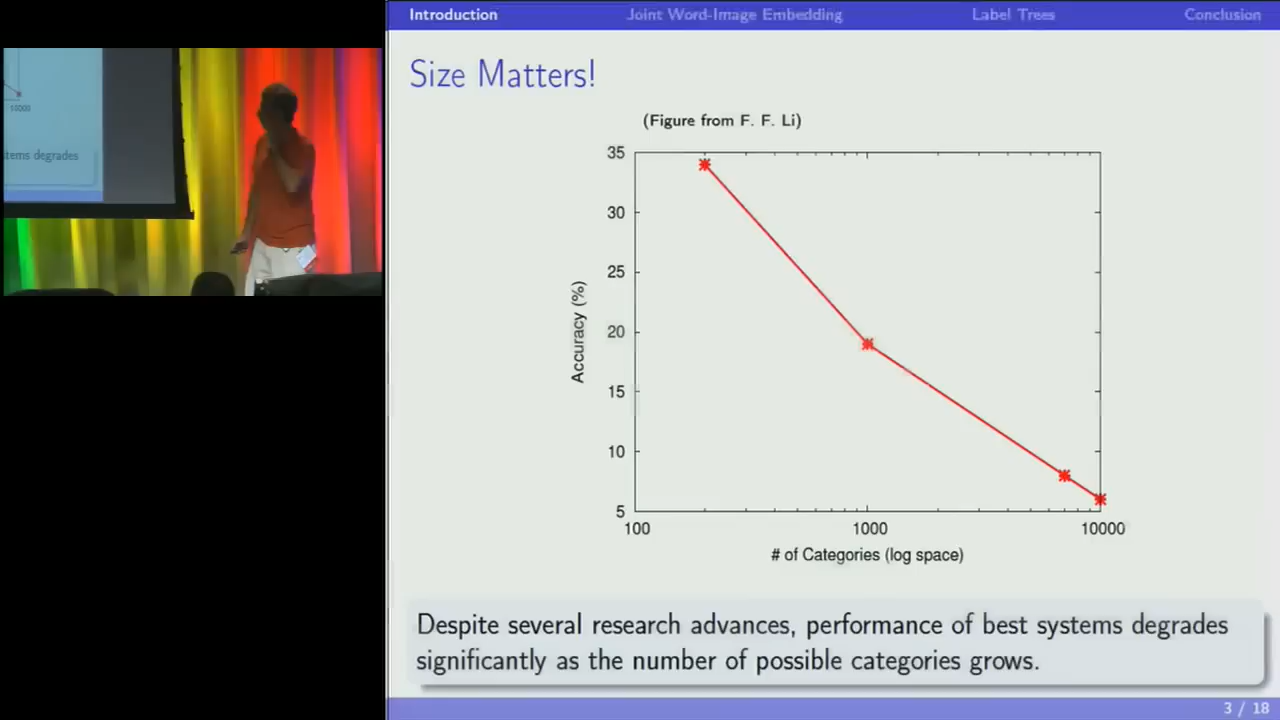 Introduction Joint Word-Image Embedding Label Trees Conclusion
Size Matters!
(Figure from F. F. Li)
35
30
25
20
15
10
5
Accuracy (%)
100 1000 10000
# of Categories (log space)
Despite several research advances, performance of best systems degrades
significantly as the number of possible categories grows.
3 / 18
10000
stems degrades